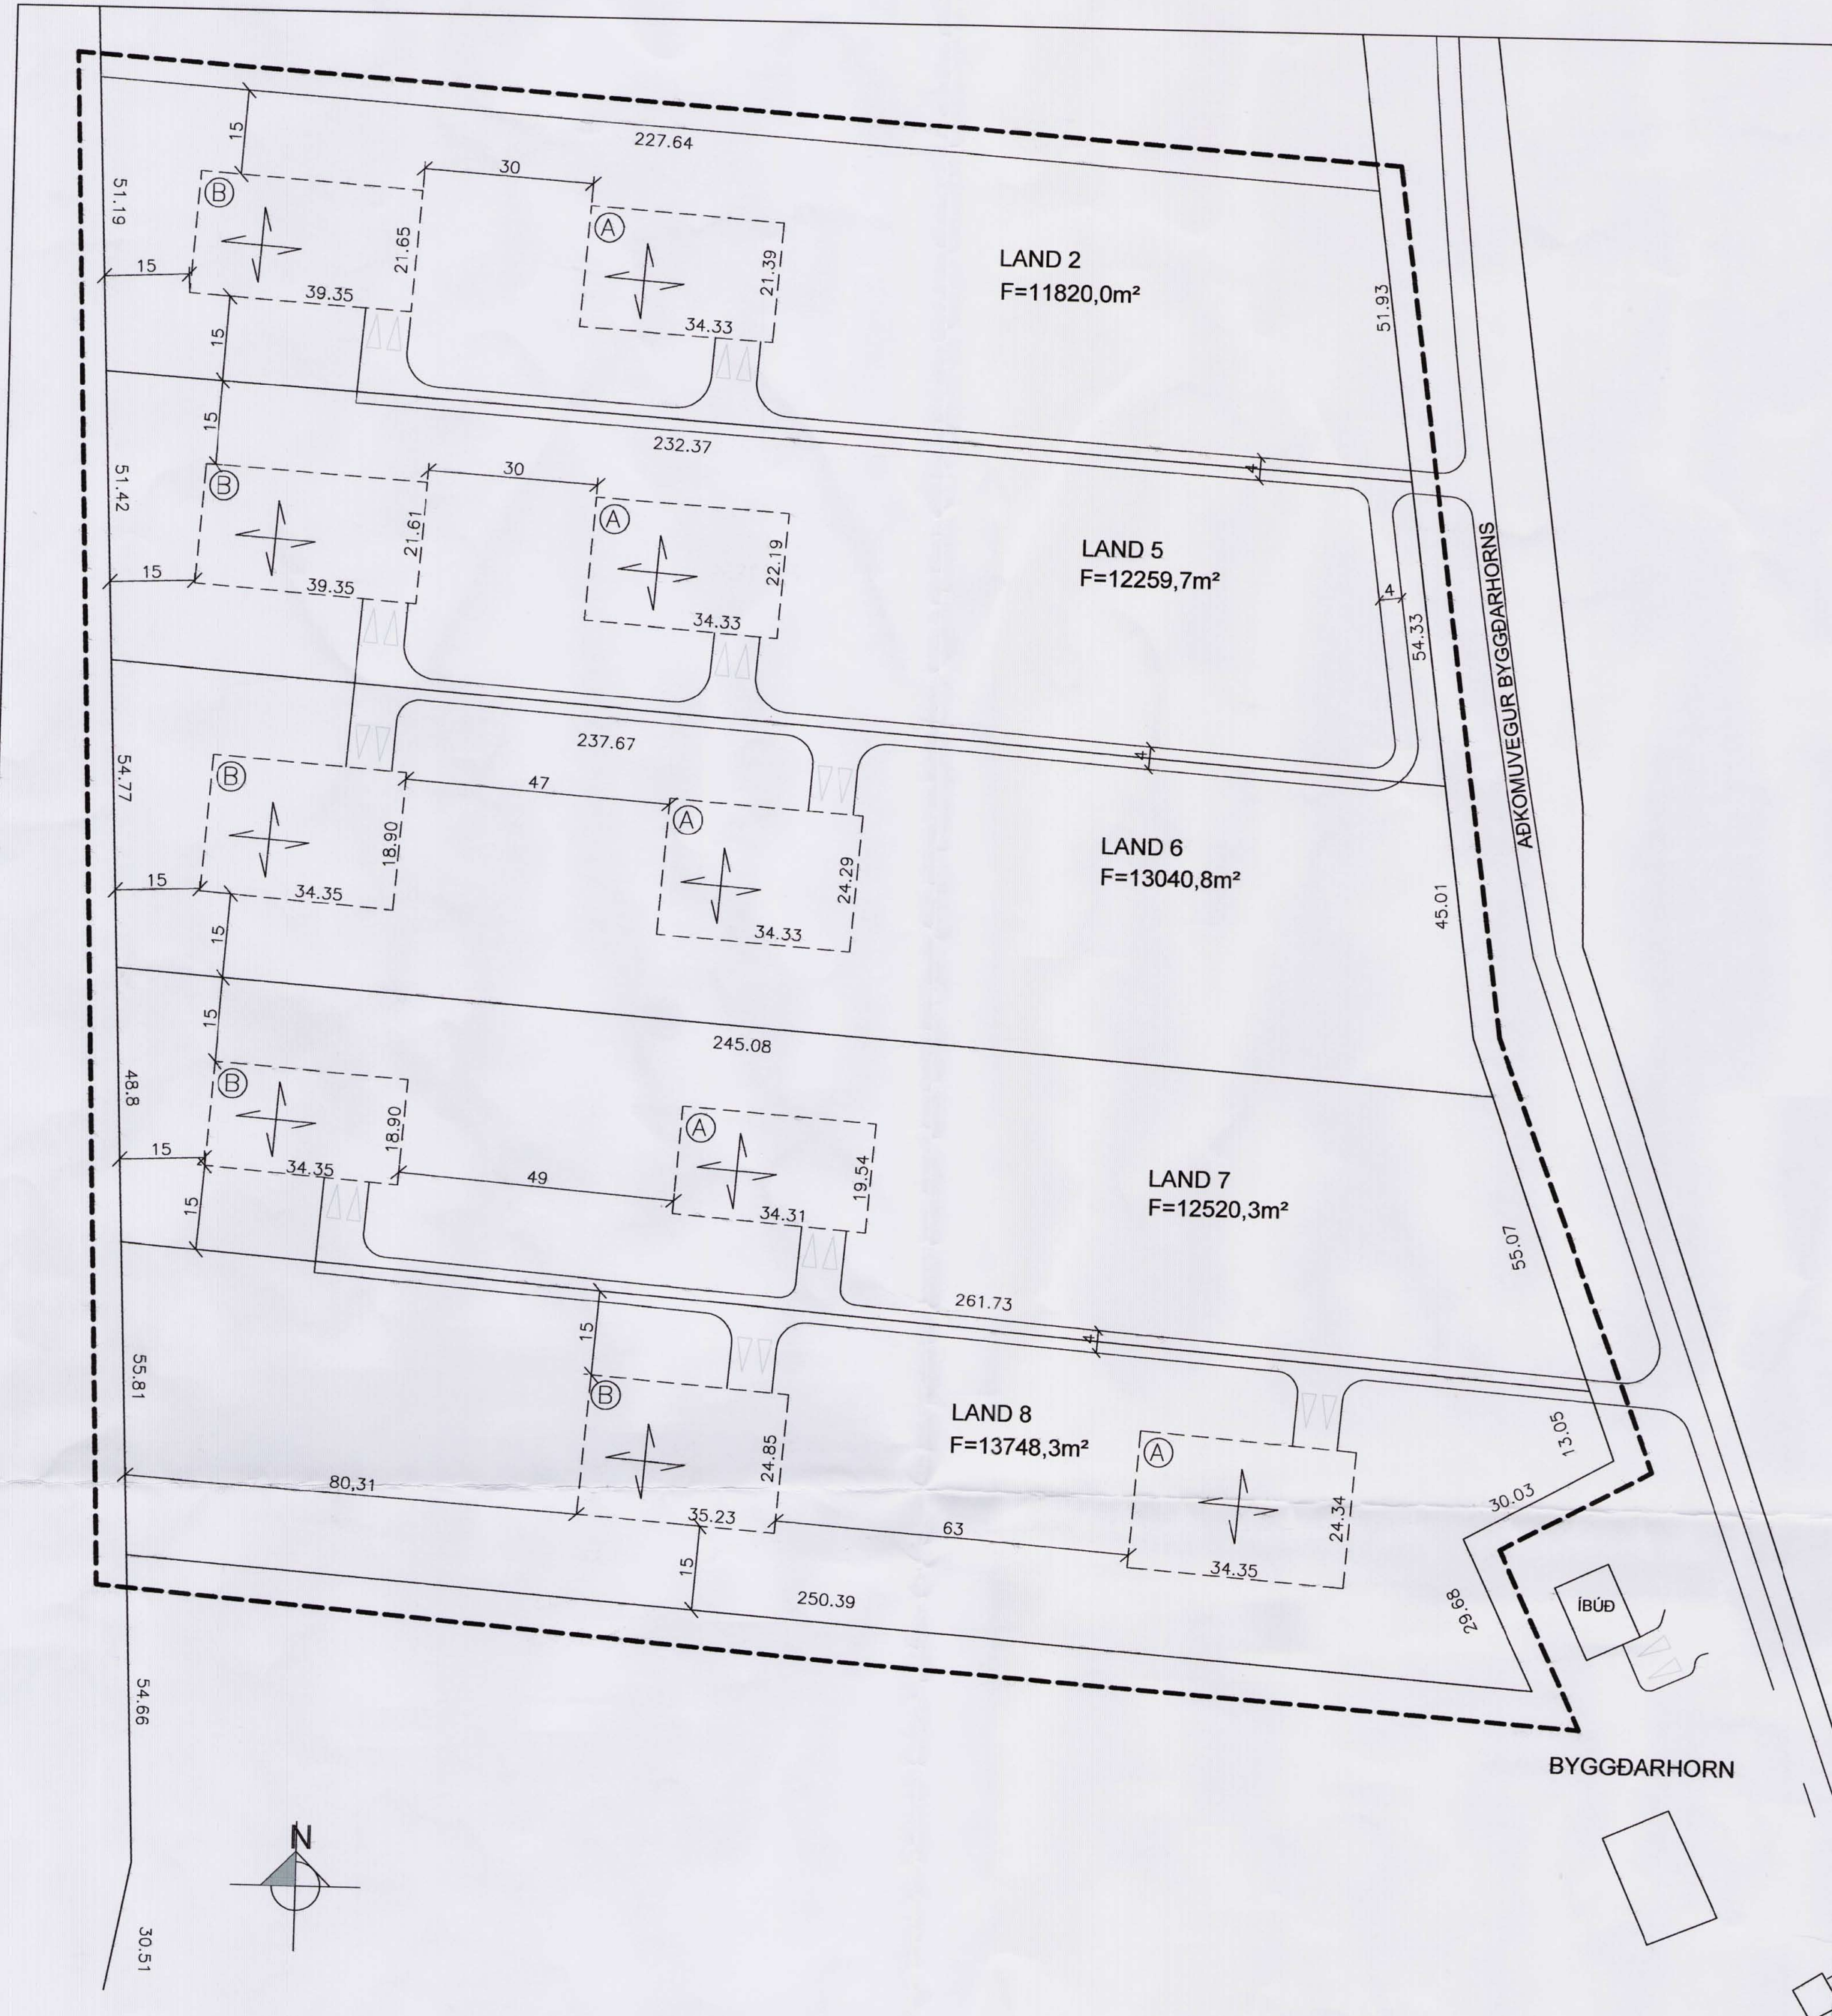 227.64
15
30
51.19
B
A
21.65
21.39
LAND 2
F=11820,0m²
15
39.35
34.33
51.93
15
15
232.37
4
51.42
30
B
A
21.61
22.19
LAND 5
F=12259,7m²
15
39.35
34.33
4
54.33
AÐKOMUVEGUR BYGGÐARHORNS
237.67
4
54.77
B
47
A
18.90
24.29
LAND 6
F=13040,8m²
15
34.35
34.33
45.01
15
15
245.08
48.8
B
A
18.90
19.54
LAND 7
F=12520,3m²
15
34.35
49
34.31
15
55.07
261.73
15
4
55.81
B
LAND 8
F=13748,3m²
A
13.05
24.85
24.34
80,31
35.23
63
34.35
30.03
15
250.39
29.68
ÍBÚÐ
54.66
BYGGÐARHORN
N
30.51